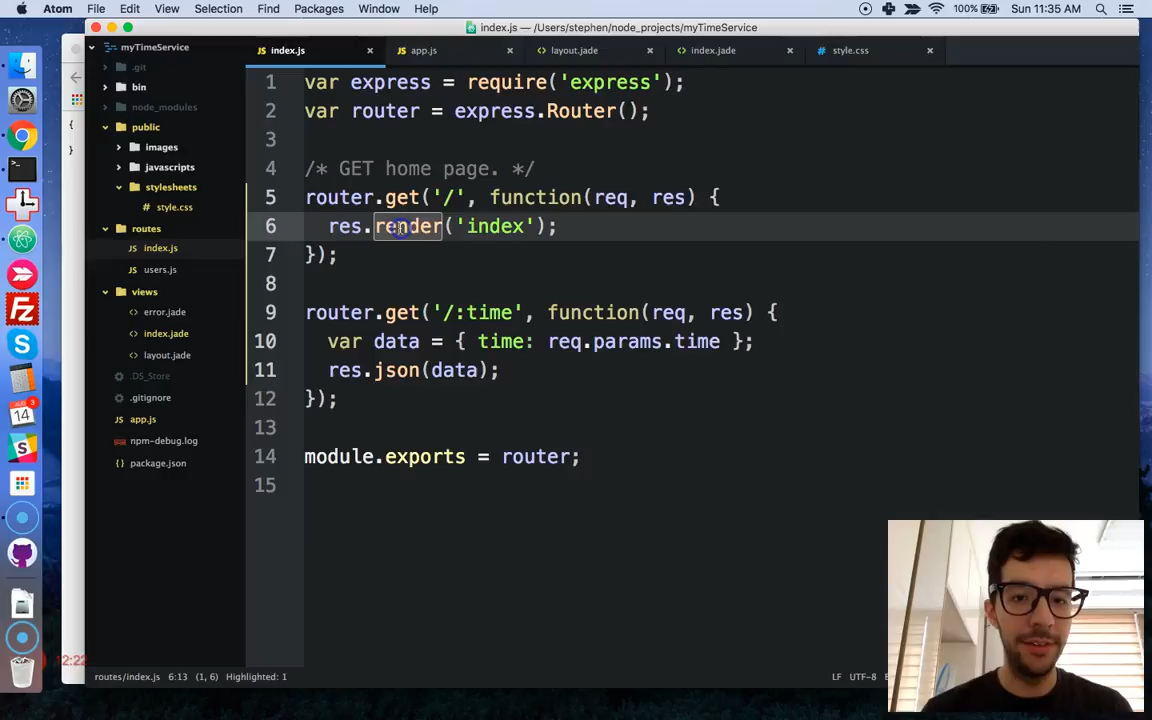 Atom File Edit View Selection Find Packages Window Help 100% Sun 11:35 AM
index.js — /Users/stephen/node_projects/myTimeService
myTimeService
.git
bin
node_modules
public
images
javascripts
stylesheets
style.css
routes
index.js
users.js
views
error.jade
index.jade
layout.jade
.DS_Store
.gitignore
app.js
npm-debug.log
package.json
index.js app.js layout.jade index.jade style.css
1 var express = require('express');
2 var router = express.Router();
3
4 /* GET home page. */
5 router.get('/', function(req, res) {
6 res.render('index');
7 });
8
9 router.get('/:time', function(req, res) {
10 var data = { time: req.params.time };
11 res.json(data);
12 });
13
14 module.exports = router;
15
{
}
3
14
12:22
routes/index.js 6:13 (1, 6) Highlighted: 1 LF UTF-8